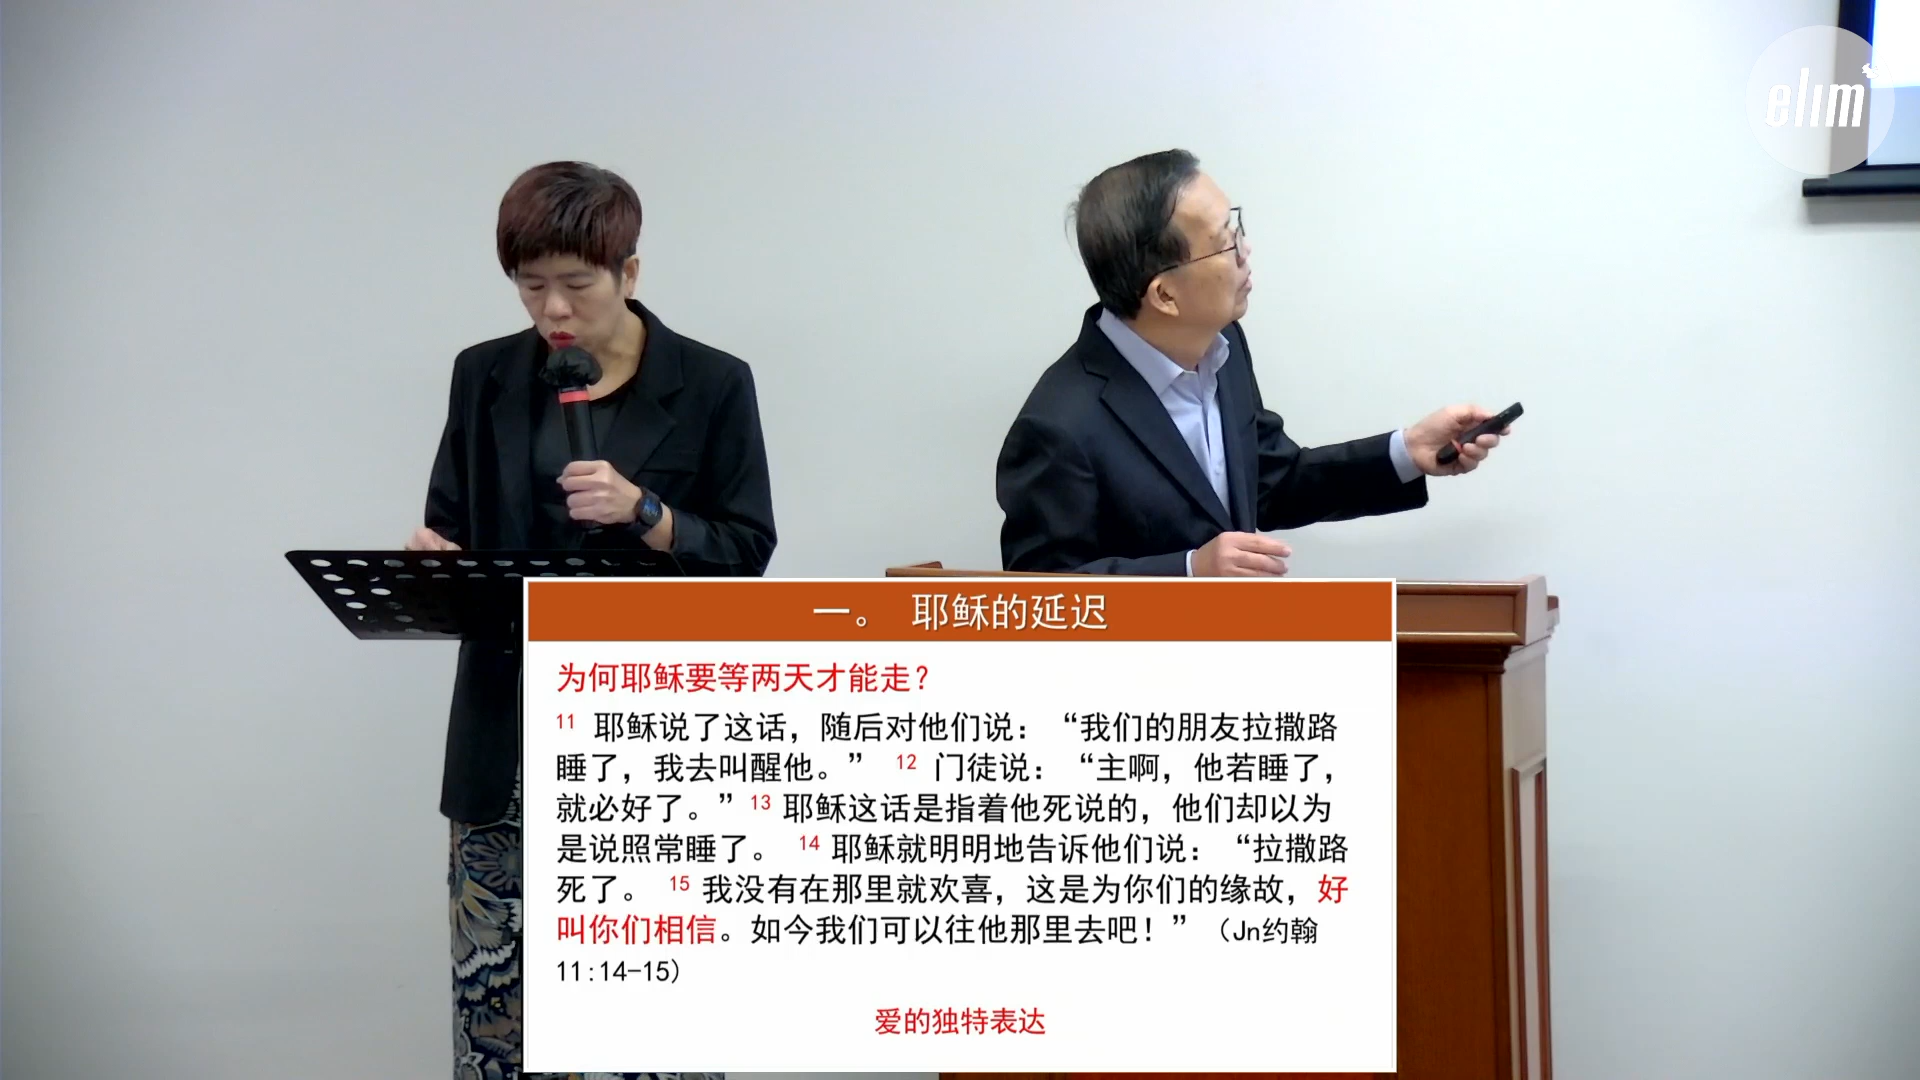 elim
一。 耶稣的延迟
为何耶稣要等两天才能走？
11 耶稣说了这话，随后对他们说：“我们的朋友拉撒路
睡了，我去叫醒他。” 12 门徒说：“主啊，他若睡了，
就必好了。”13 耶稣这话是指着他死说的，他们却以为
是说照常睡了。 14 耶稣就明明地告诉他们说：“拉撒路
死了。 15 我没有在那里就欢喜，这是为你们的缘故，好
叫你们相信。如今我们可以往他那里去吧！”（Jn约翰
11:14-15）
爱的独特表达